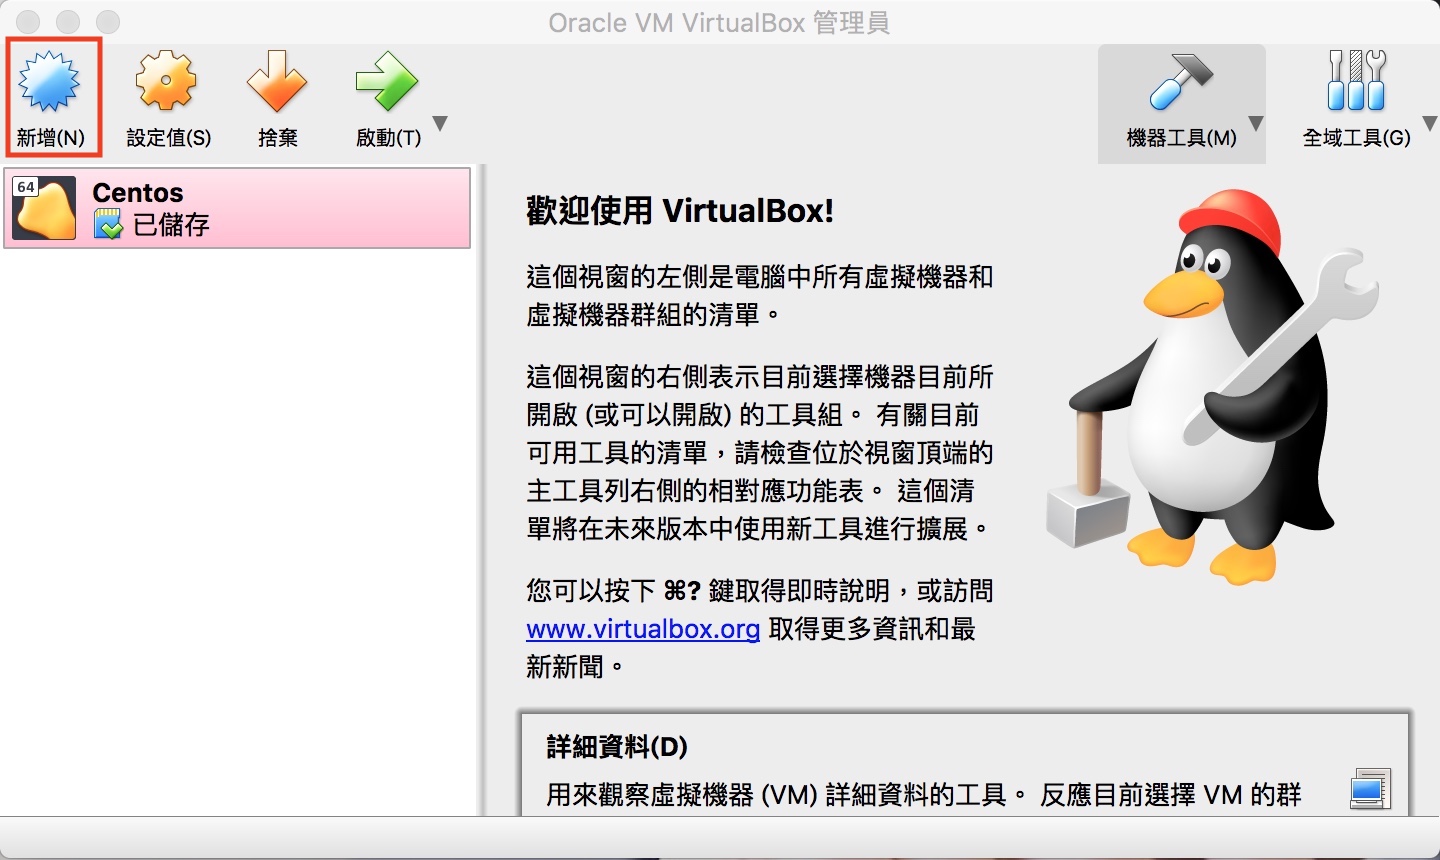 Oracle VM VirtualBox 管理員
新增(N)
設定值(S)
捨棄
啟動(T)
機器工具(M)
全域工具(G)
64
Centos
已儲存
歡迎使用 VirtualBox!
這個視窗的左側是電腦中所有虛擬機器和
虛擬機器群組的清單。
這個視窗的右側表示目前選擇機器目前所
開啟 (或可以開啟) 的工具組。 有關目前
可用工具的清單，請檢查位於視窗頂端的
主工具列右側的相對應功能表。 這個清
單將在未來版本中使用新工具進行擴展。
您可以按下 ⌘? 鍵取得即時說明，或訪問
www.virtualbox.org 取得更多資訊和最
新新聞。
詳細資料(D)
用來觀察虛擬機器 (VM) 詳細資料的工具。 反應目前選擇 VM 的群